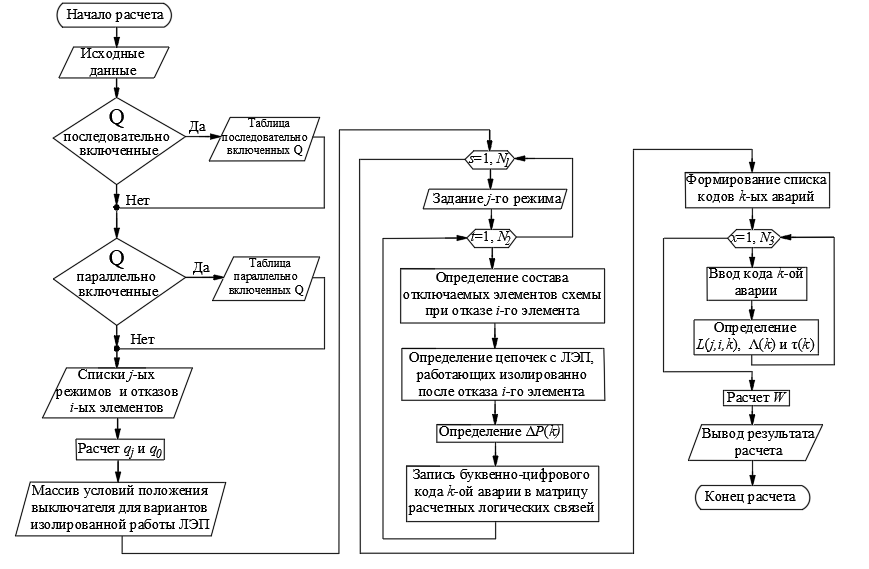 Начало расчета
Исходные
данные
Q
последовательно
включенные
Да
Таблица
последовательно
включенных Q
Нет
Q
параллельно
включенные
Да
Таблица
параллельно
включенных Q
Нет
Списки j-ых
режимов и отказов
i-ых элементов
Расчет qj и q0
Массив условий положения
выключателя для вариантов
изолированной работы ЛЭП
s=1, N1
Задание j-го режима
i=1, N2
Определение состава
отключаемых элементов схемы
при отказе i-го элемента
Определение цепочек с ЛЭП,
работающих изолированно
после отказа i-го элемента
Определение ΔP(k)
Запись буквенно-цифрового
кода k-ой аварии в матрицу
расчетных логических связей
Формирование списка
кодов k-ых аварий
x=1, N3
Ввод кода k-ой
аварии
Определение
L(j,i,k), Λ(k) и τ(k)
Расчет W
Вывод результата
расчета
Конец расчета